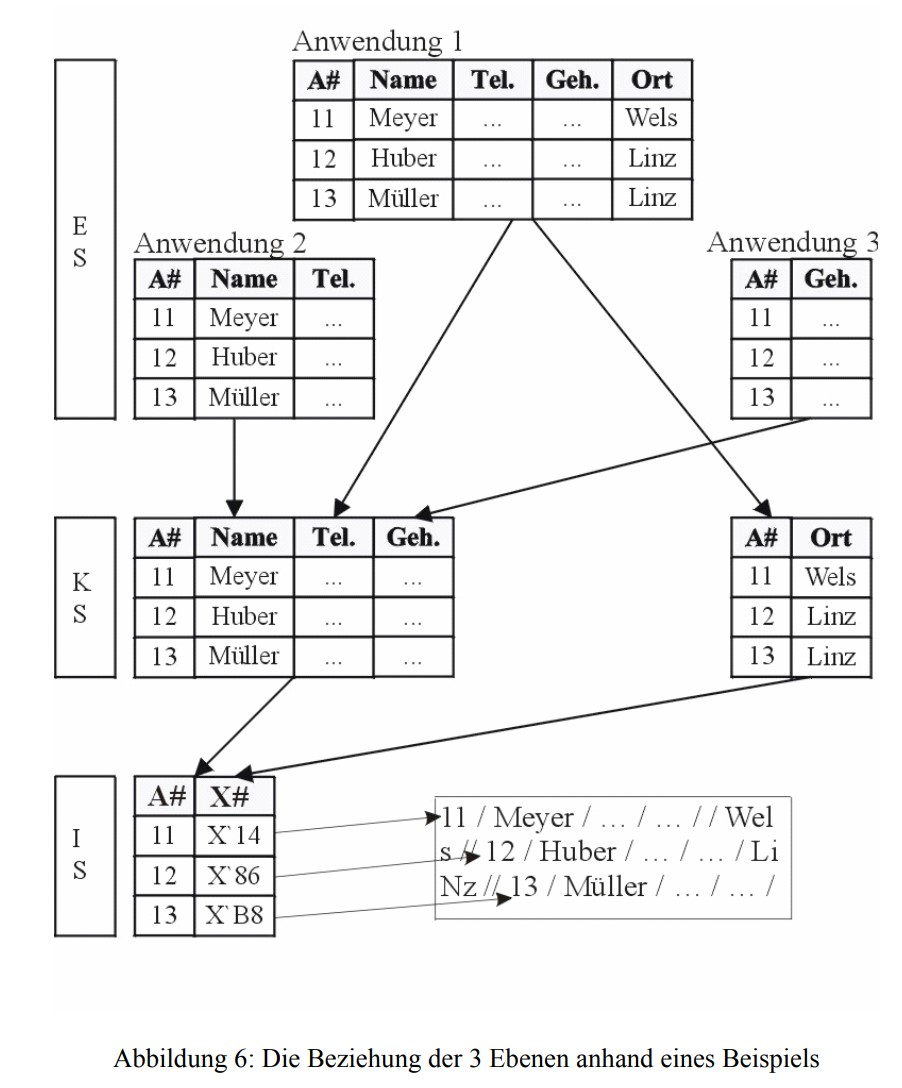 Anwendung 1
A# Name Tel. Geh. Ort
11 Meyer ... ... Wels
12 Huber ... ... Linz
13 Müller ... ... Linz
E
S
Anwendung 2
A# Name Tel.
11 Meyer ...
12 Huber ...
13 Müller ...
Anwendung 3
A# Geh.
11 ...
12 ...
13 ...
K
S
A# Name Tel. Geh.
11 Meyer ... ...
12 Huber ... ...
13 Müller ... ...
A# Ort
11 Wels
12 Linz
13 Linz
I
S
A# X#
11 X`14
12 X`86
13 X`B8
11 / Meyer / ... / ... / / Wel
s // 12 / Huber / ... / ... / Li
Nz // 13 / Müller / ... / ... /
Abbildung 6: Die Beziehung der 3 Ebenen anhand eines Beispiels